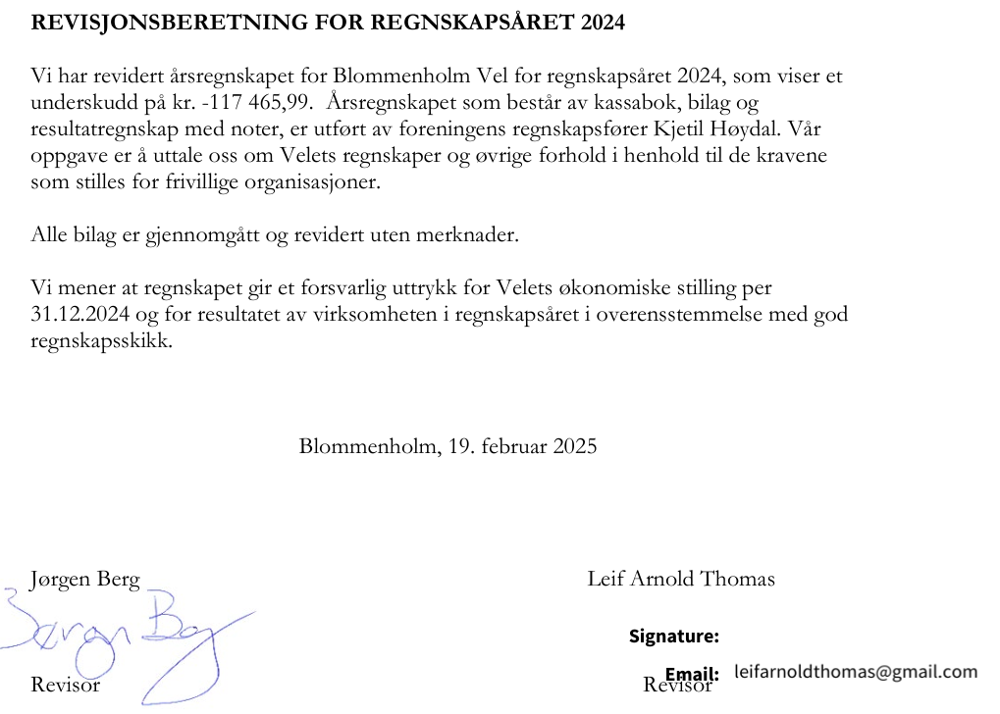 REVISJONSBERETNING FOR REGNSKAPSÅRET 2024
Vi har revidert årsregnskapet for Blommenholm Vel for regnskapsåret 2024, som viser et
underskudd på kr. -117 465,99.  Årsregnskapet som består av kassabok, bilag og
resultatregnskap med noter, er utført av foreningens regnskapsfører Kjetil Høydal. Vår
oppgave er å uttale oss om Velets regnskaper og øvrige forhold i henhold til de kravene
som stilles for frivillige organisasjoner.
Alle bilag er gjennomgått og revidert uten merknader.
Vi mener at regnskapet gir et forsvarlig uttrykk for Velets økonomiske stilling per
31.12.2024 og for resultatet av virksomheten i regnskapsåret i overensstemmelse med god
regnskapsskikk.
Blommenholm, 19. februar 2025
Jørgen Berg
Leif Arnold Thomas
Jørgen Berg
Signature:
Email: leifarnoldthomas@gmail.com
Revisor
Revisor